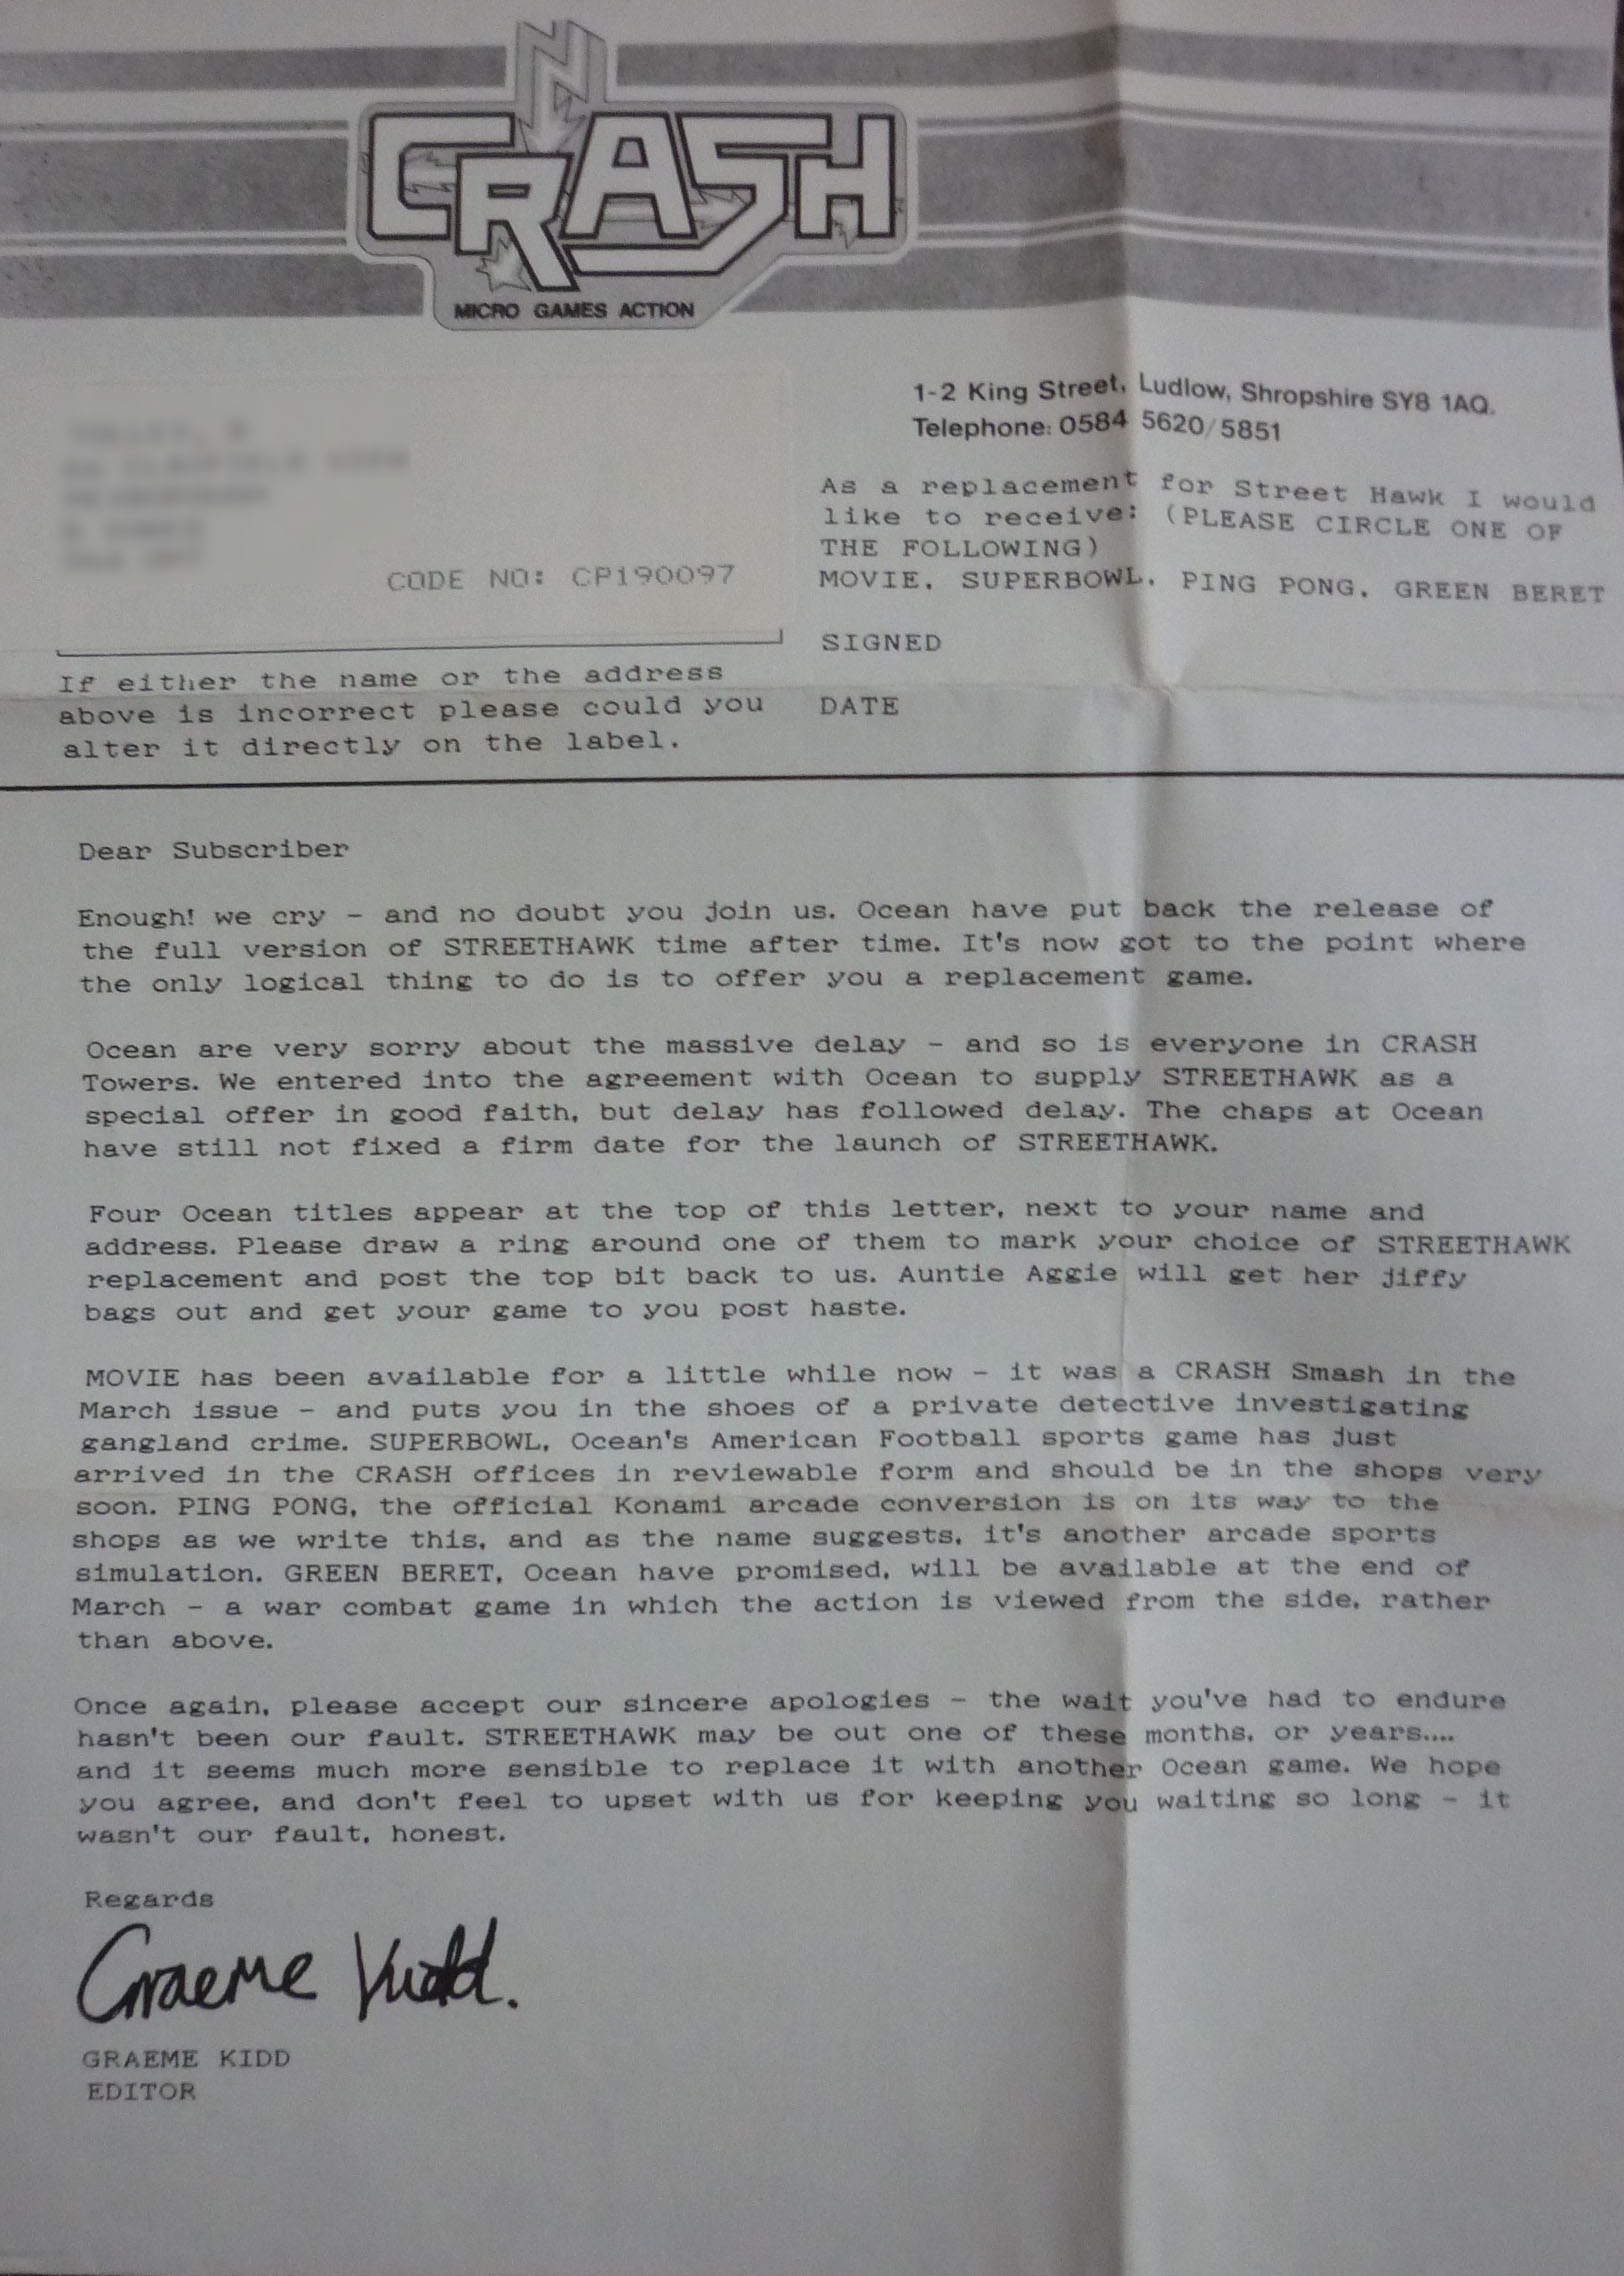 CRASH
MICRO GAMES ACTION
1-2 King Street, Ludlow, Shropshire SY8 1AQ.
Telephone: 0584 5620/5851
CODE NO: CP190097
If either the name or the address
above is incorrect please could you
alter it directly on the label.
As a replacement for Street Hawk I would
like to receive: (PLEASE CIRCLE ONE OF
THE FOLLOWING)
MOVIE, SUPERBOWL, PING PONG, GREEN BERET
SIGNED
DATE
Dear Subscriber
Enough! we cry - and no doubt you join us. Ocean have put back the release of
the full version of STREETHAWK time after time. It's now got to the point where
the only logical thing to do is to offer you a replacement game.
Ocean are very sorry about the massive delay - and so is everyone in CRASH
Towers. We entered into the agreement with Ocean to supply STREETHAWK as a
special offer in good faith, but delay has followed delay. The chaps at Ocean
have still not fixed a firm date for the launch of STREETHAWK.
Four Ocean titles appear at the top of this letter, next to your name and
address. Please draw a ring around one of them to mark your choice of STREETHAWK
replacement and post the top bit back to us. Auntie Aggie will get her jiffy
bags out and get your game to you post haste.
MOVIE has been available for a little while now - it was a CRASH Smash in the
March issue - and puts you in the shoes of a private detective investigating
gangland crime. SUPERBOWL, Ocean's American Football sports game has just
arrived in the CRASH offices in reviewable form and should be in the shops very
soon. PING PONG, the official Konami arcade conversion is on its way to the
shops as we write this, and as the name suggests, it's another arcade sports
simulation. GREEN BERET, Ocean have promised, will be available at the end of
March - a war combat game in which the action is viewed from the side, rather
than above.
Once again, please accept our sincere apologies - the wait you've had to endure
hasn't been our fault. STREETHAWK may be out one of these months, or years....
and it seems much more sensible to replace it with another Ocean game. We hope
you agree, and don't feel to upset with us for keeping you waiting so long - it
wasn't our fault, honest.
Regards
Graeme Kidd.
GRAEME KIDD
EDITOR